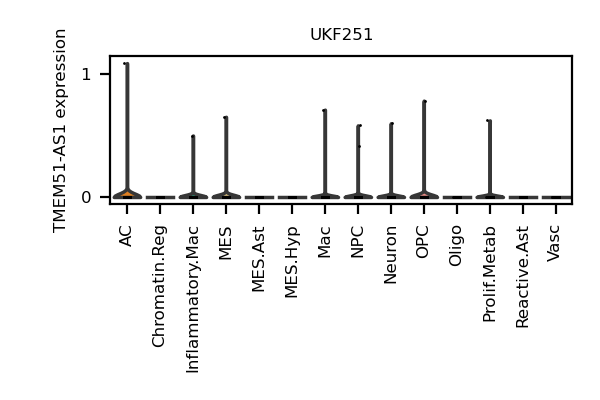 UKF251
TMEM51-AS1 expression
1
0
AC
Chromatin.Reg
Inflammatory.Mac
MES
MES.Ast
MES.Hyp
Mac
NPC
Neuron
OPC
Oligo
Prolif.Metab
Reactive.Ast
Vasc